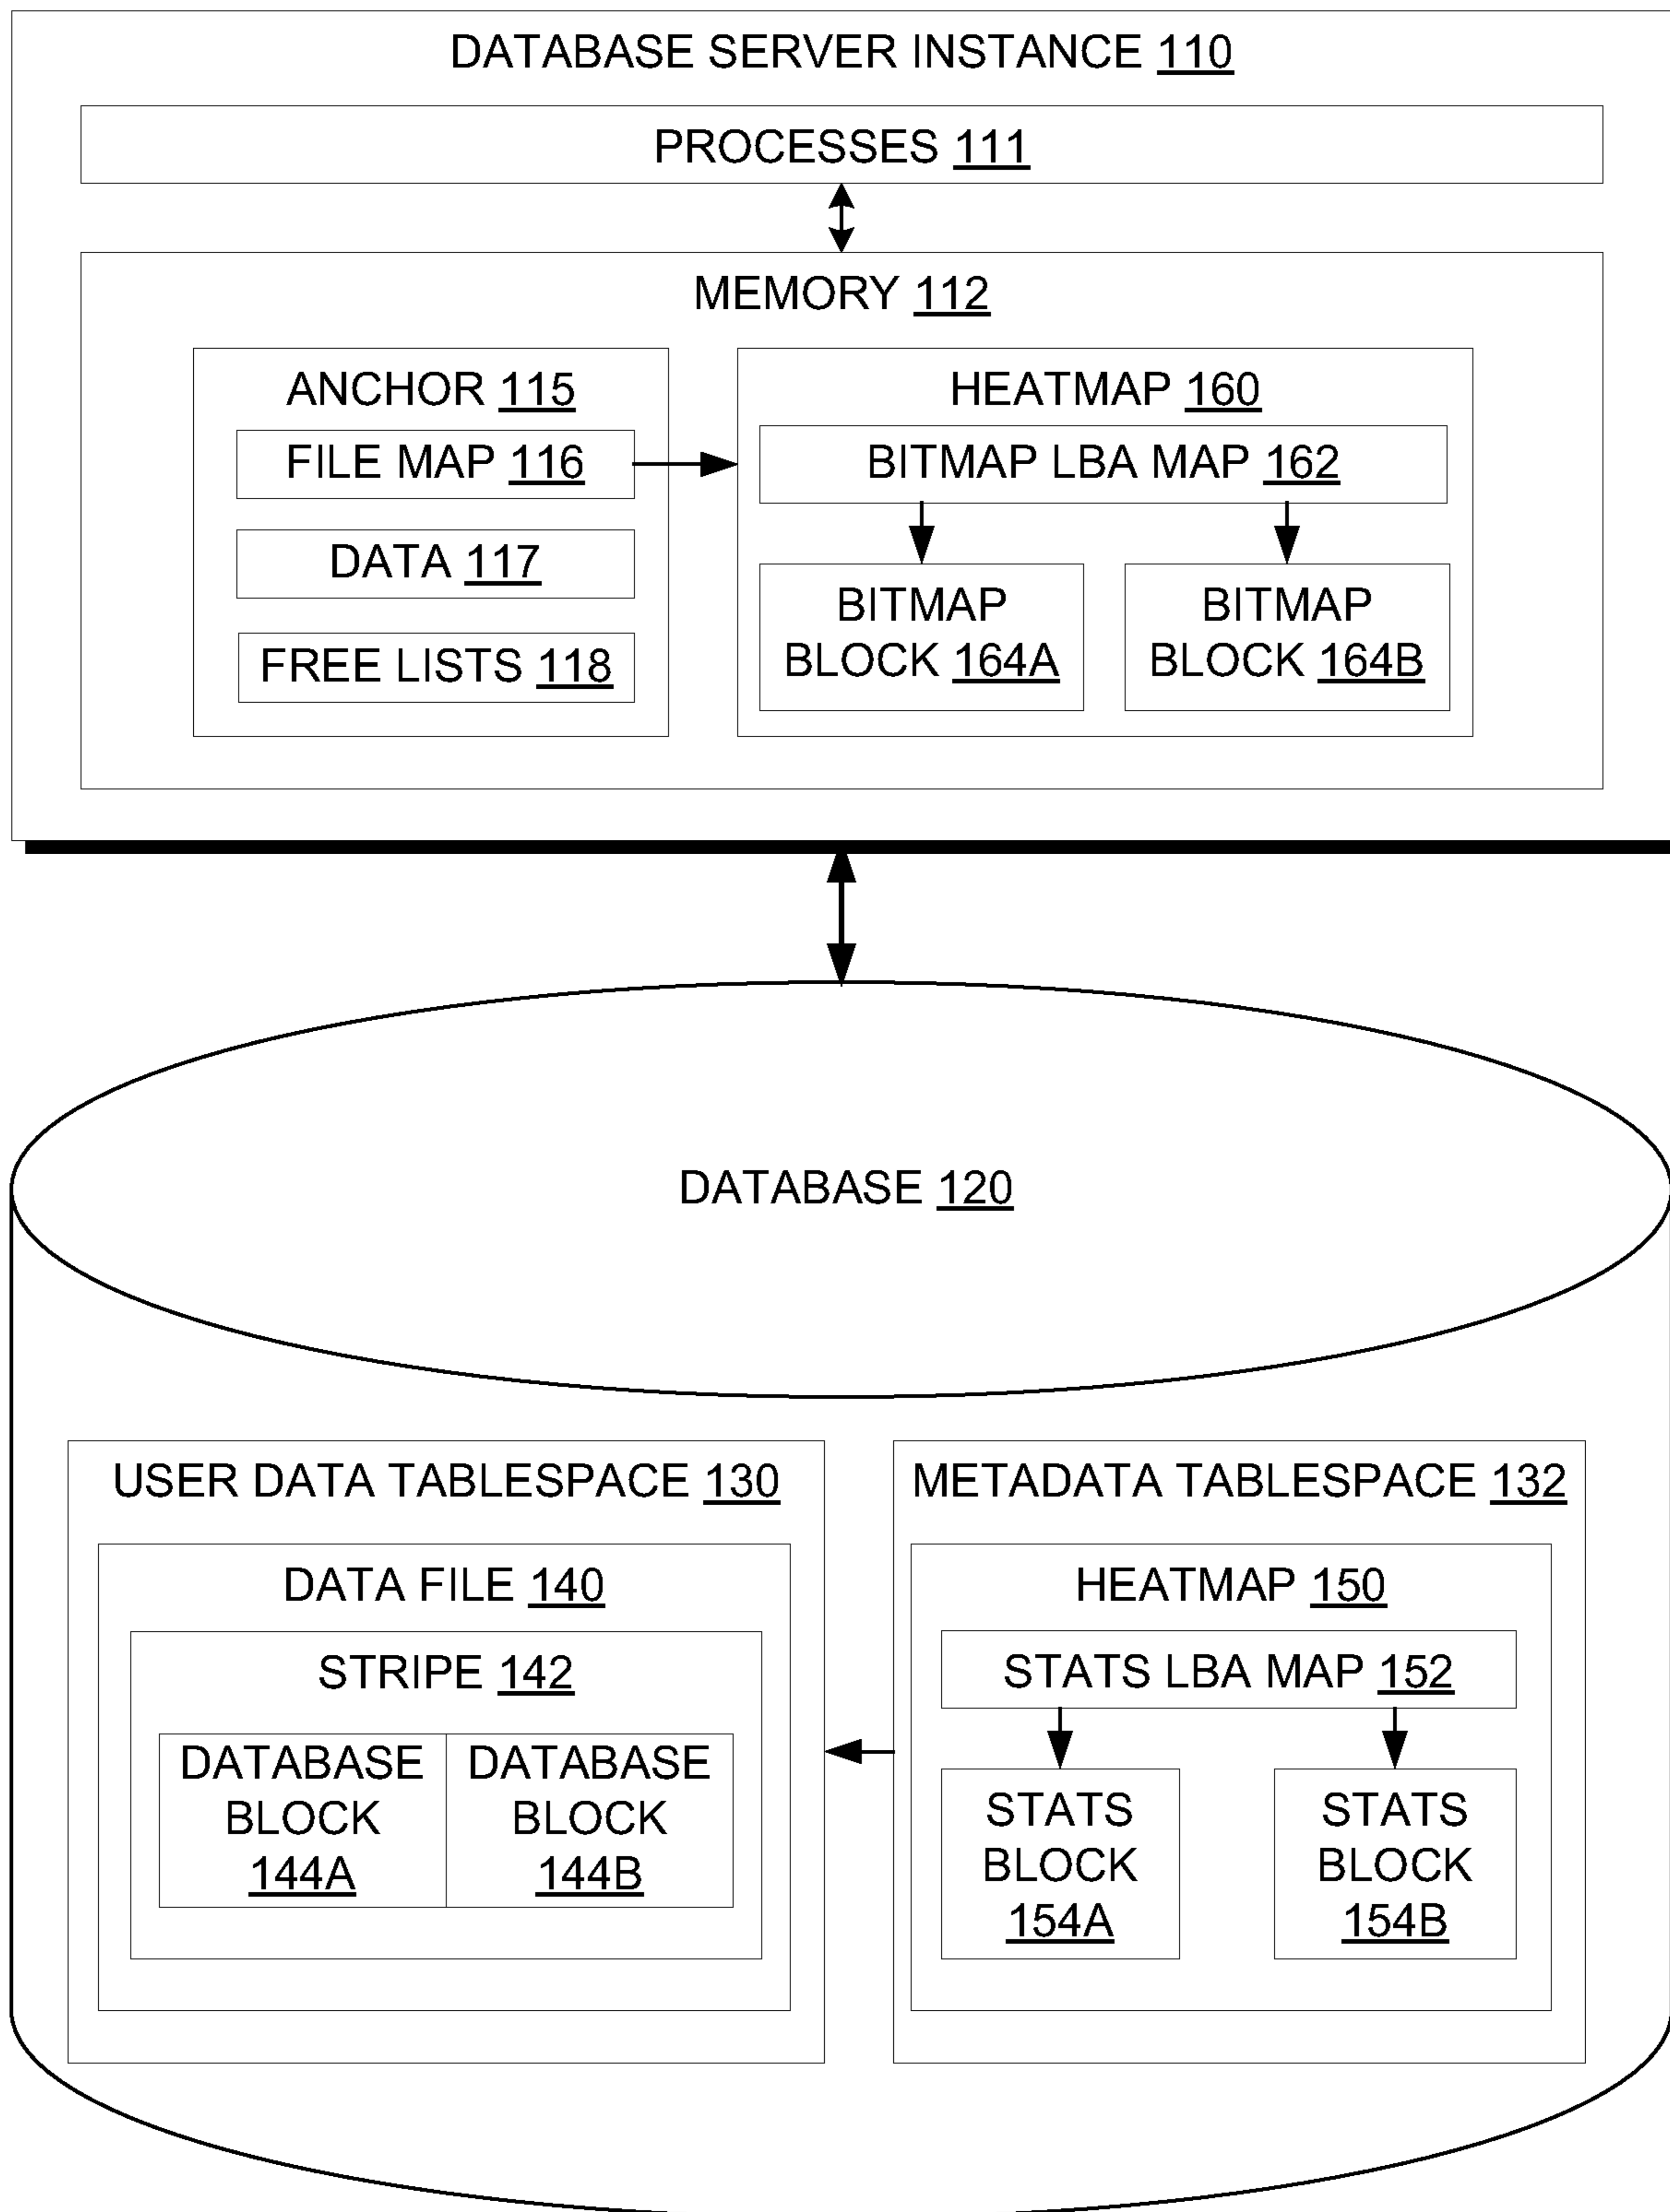 DATABASE SERVER INSTANCE 110
PROCESSES 111
MEMORY 112
ANCHOR 115
FILE MAP 116
DATA 117
FREE LISTS 118
HEATMAP 160
BITMAP LBA MAP 162
BITMAP
BLOCK 164A
BITMAP
BLOCK 164B
DATABASE 120
USER DATA TABLESPACE 130
DATA FILE 140
STRIPE 142
DATABASE
BLOCK
144A
DATABASE
BLOCK
144B
METADATA TABLESPACE 132
HEATMAP 150
STATS LBA MAP 152
STATS
BLOCK
154A
STATS
BLOCK
154B